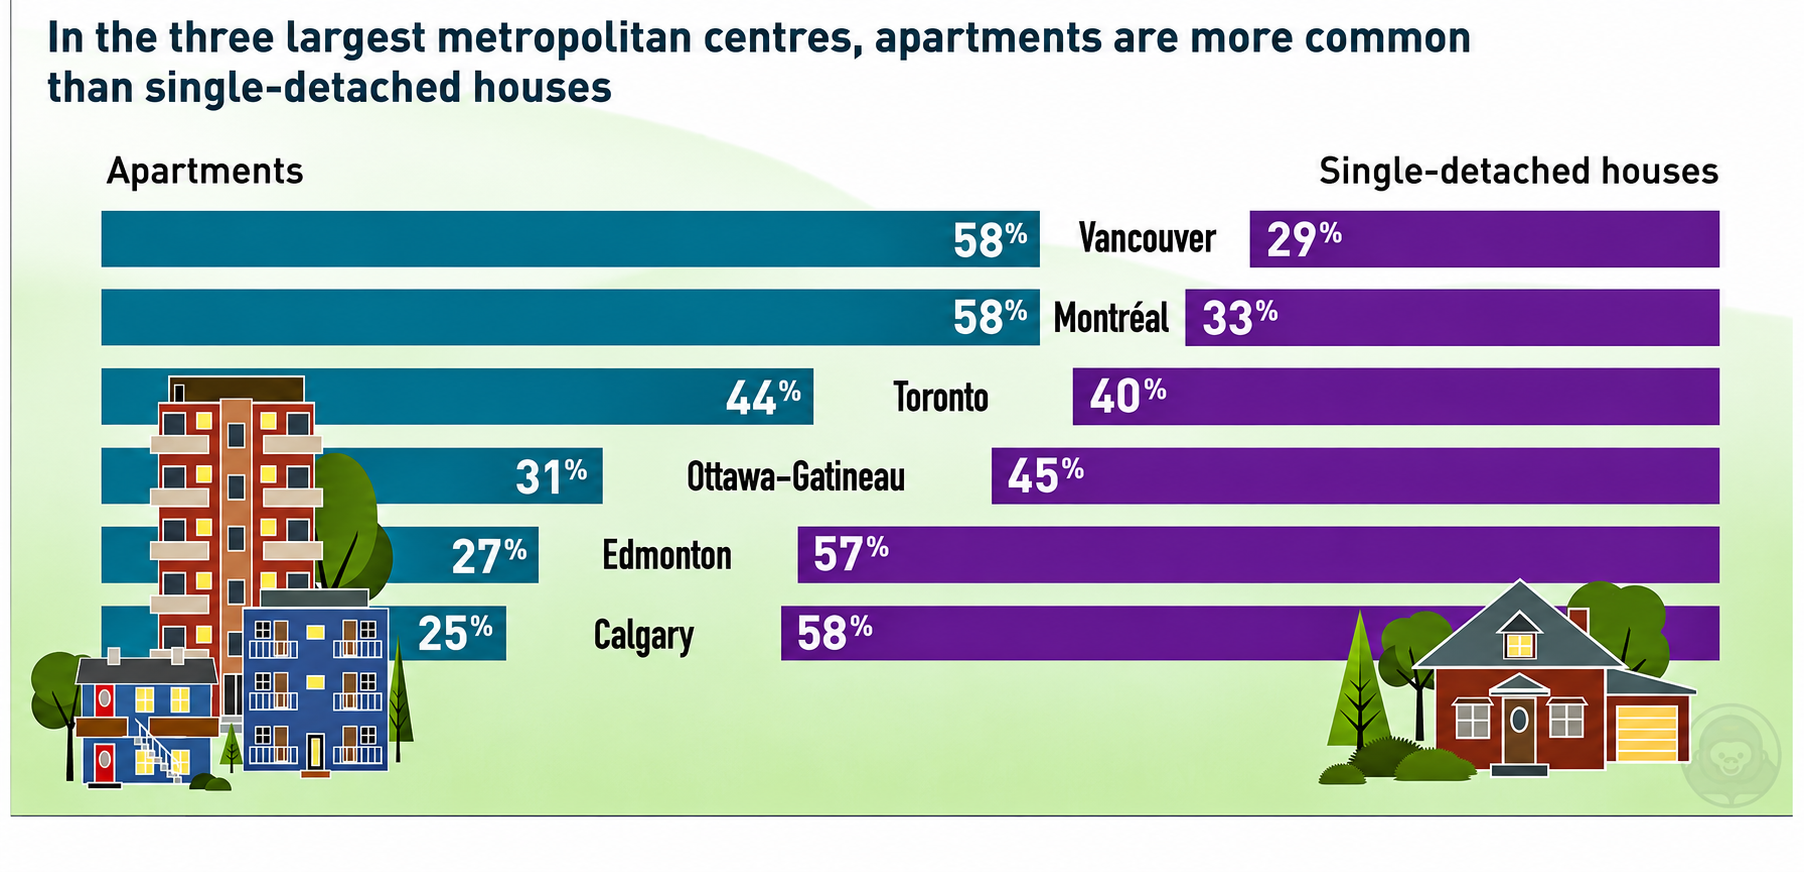 In the three largest metropolitan centres, apartments are more common
than single-detached houses
Apartments
Single-detached houses
58% Vancouver 29%
58% Montréal 33%
44% Toronto 40%
31% Ottawa–Gatineau 45%
27% Edmonton 57%
25% Calgary 58%